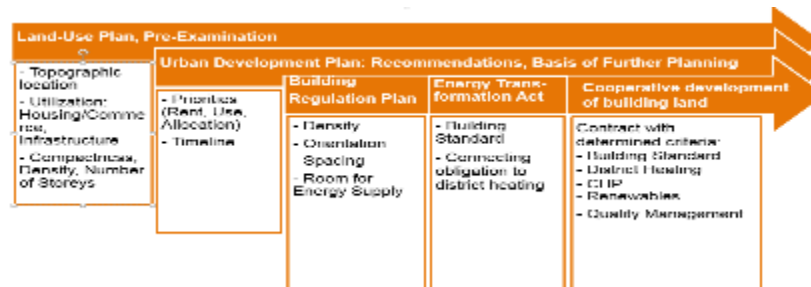 Land-Use Plan, Pre-Examination
- Topographic
location
- Utilization:
Housing/Comme
rce,
Infrastructure
- Compactness,
Density, Number
of Storeys
Urban Development Plan: Recommendations, Basis of Further Planning
- Priorities
(Rent, Use,
Allocation)
- Timeline
Building
Regulation Plan
- Density
- Orientation
Spacing
- Room for
Energy Supply
Energy Trans-
formation Act
- Building
Standard
- Connecting
obligation to
district heating
Cooperative development
of building land
Contract with
determined criteria:
- Building Standard
- District Heating
- CHP
- Renewables
- Quality Management